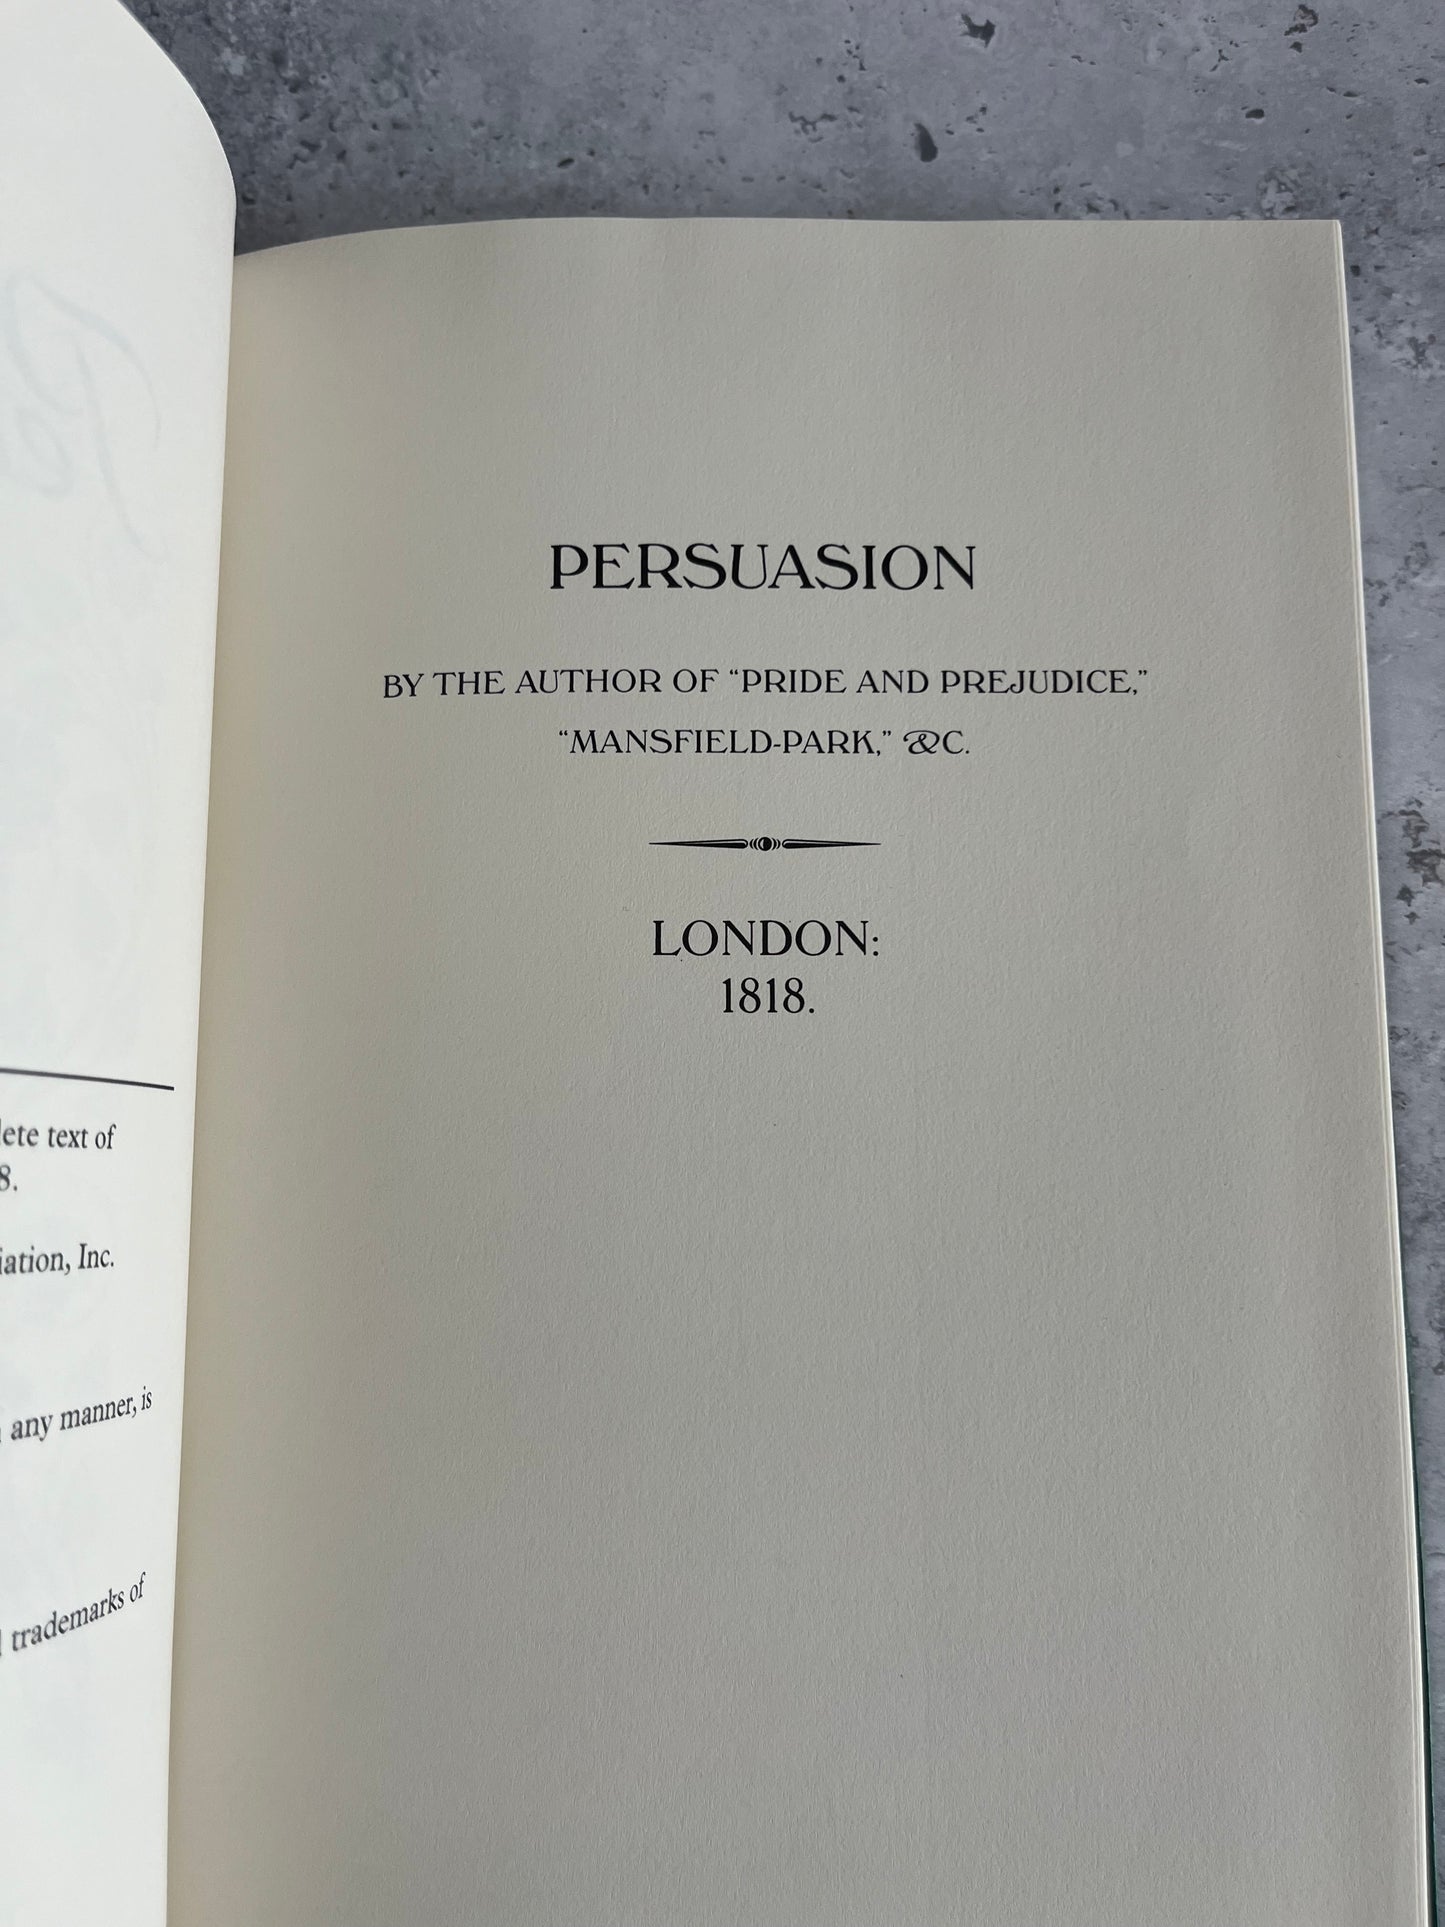 lete text of
8.
iation, Inc.
any manner, is
trademarks of
PERSUASION
BY THE AUTHOR OF “PRIDE AND PREJUDICE,”
“MANSFIELD-PARK,” &C.
LONDON:
1818.